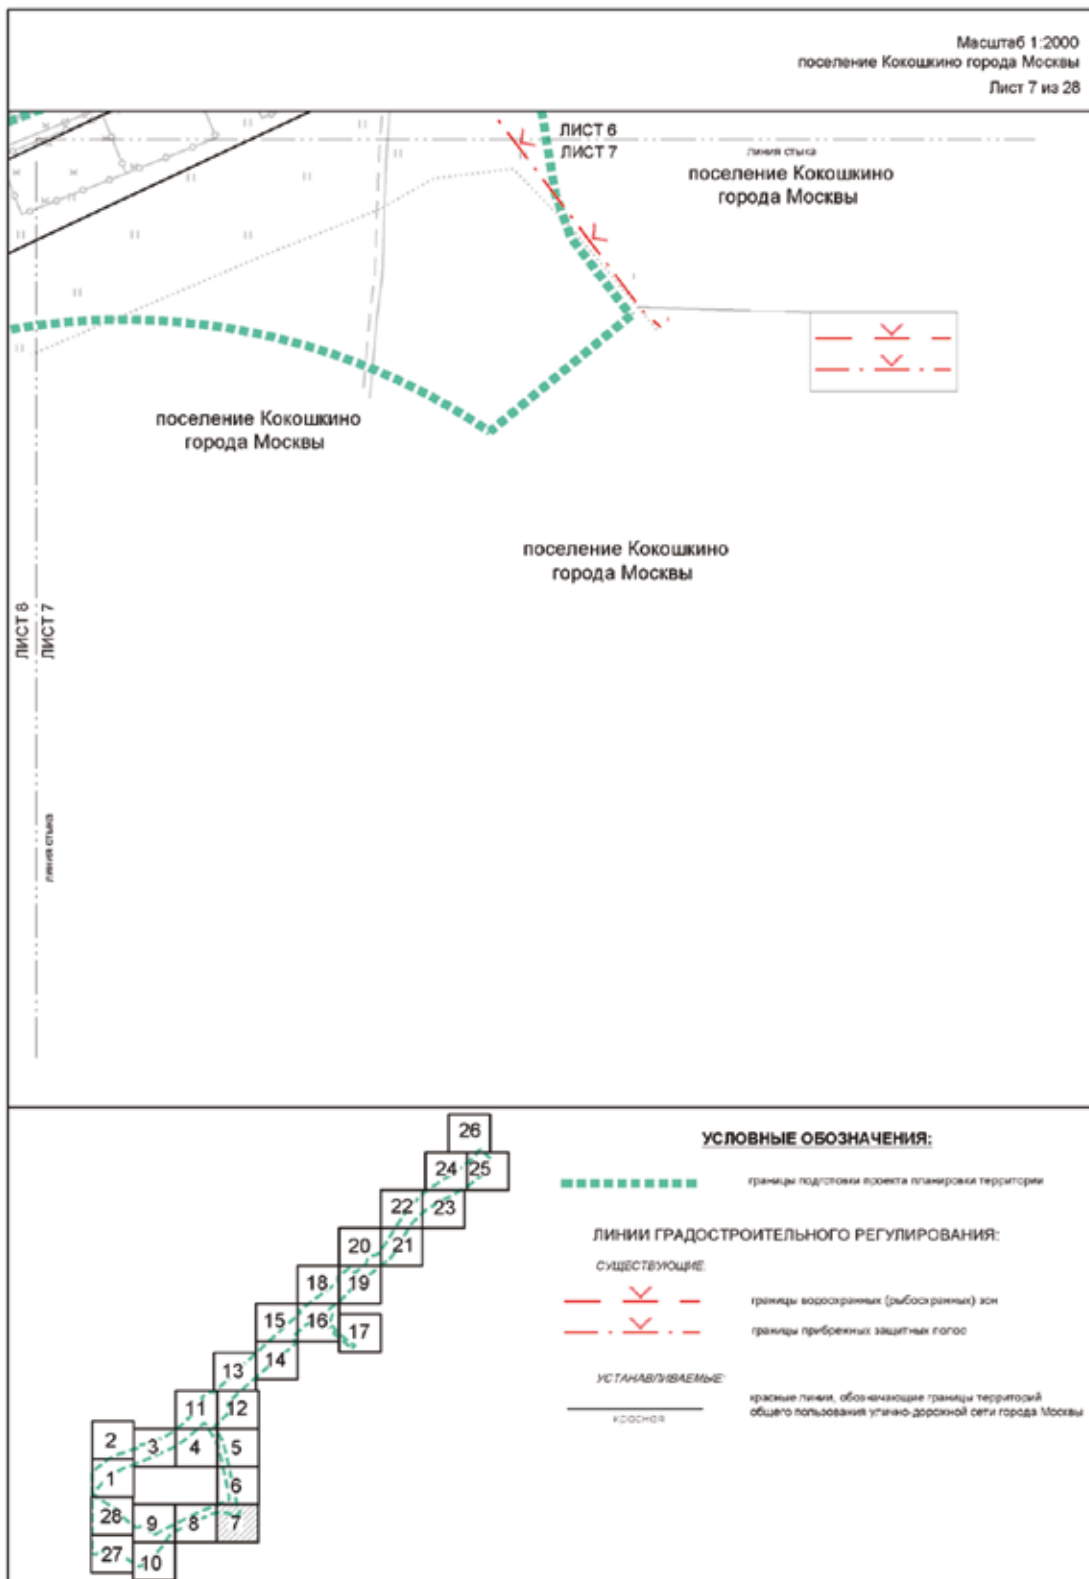 Масштаб 1:2000
поселение Кокошкино города Москвы
Лист 7 из 28
ЛИСТ 6
ЛИСТ 7
линия стыка
поселение Кокошкино
города Москвы
поселение Кокошкино
города Москвы
поселение Кокошкино
города Москвы
ЛИСТ 8
ЛИСТ 7
линия стыка
26
24 25
22 23
20 21
18 19
15 16 17
13 14
11 12
2 3 4 5
1 6
28 9 8 7
27 10
УСЛОВНЫЕ ОБОЗНАЧЕНИЯ:
границы подготовки проекта планировки территории
ЛИНИИ ГРАДОСТРОИТЕЛЬНОГО РЕГУЛИРОВАНИЯ:
СУЩЕСТВУЮЩИЕ:
границы водоохранных (рыбоохранных) зон
границы прибрежных защитных полос
УСТАНАВЛИВАЕМЫЕ:
КРАСНАЯ
красные линии, обозначающие границы территорий
общего пользования улично-дорожной сети города Москвы